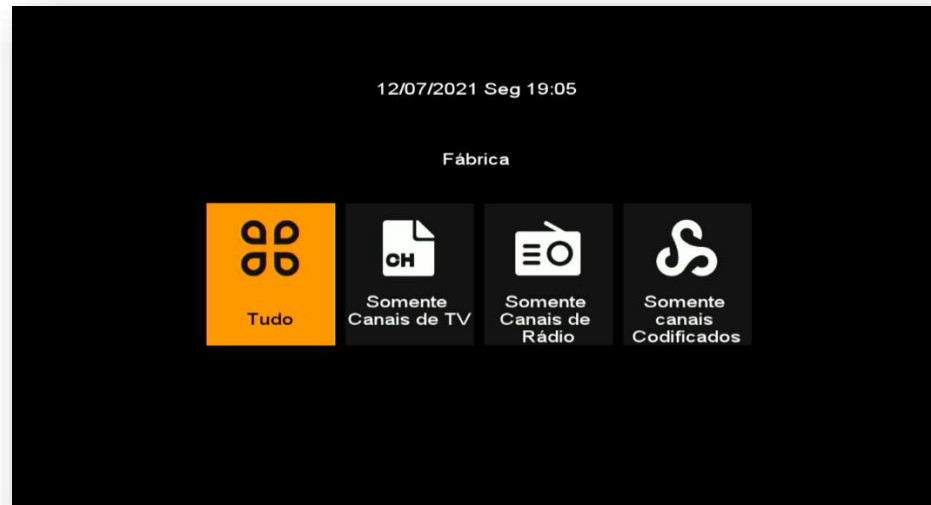 12/07/2021 Seg 19:05
Fábrica
CH
Tudo
Somente
Canais de TV
Somente
Canais de
Rádio
Somente
canais
Codificados